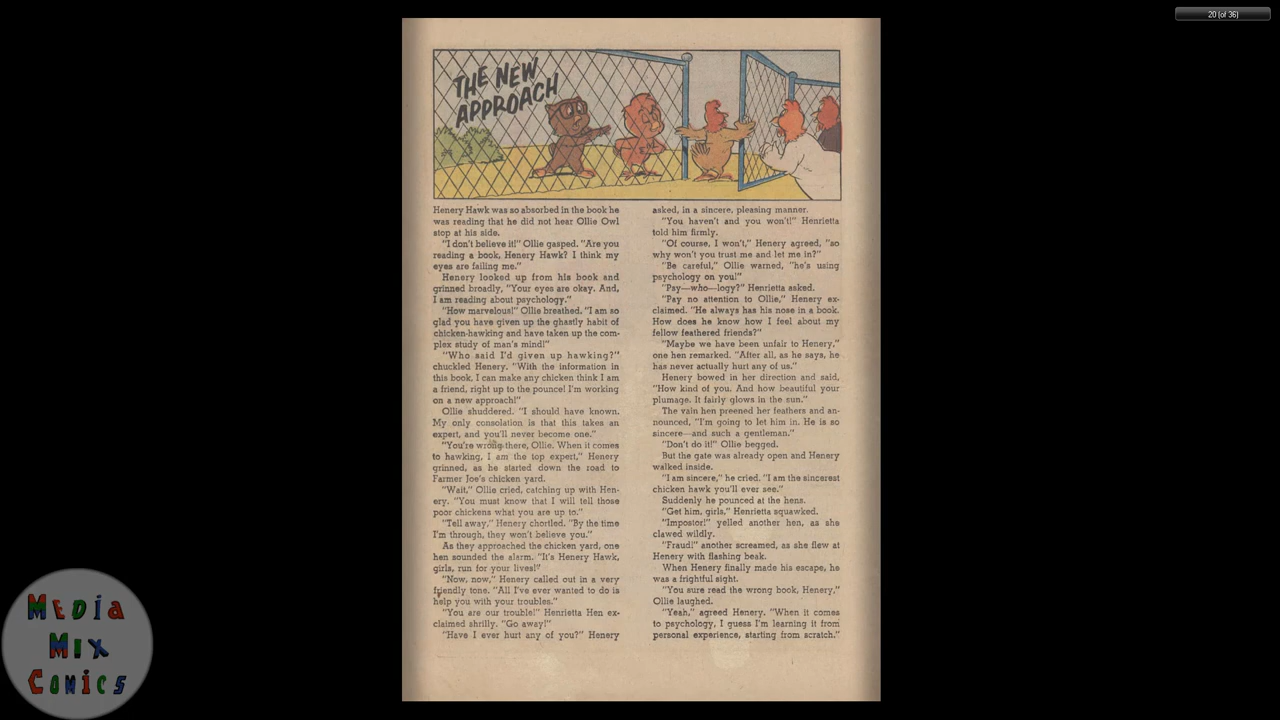 20 (of 36)
THE NEW
APPROACH
Henery Hawk was so absorbed in the book he
was reading that he did not hear Ollie Owl
stop at his side.
"I don't believe it!" Ollie gasped. "Are you
reading a book, Henery Hawk? I think my
eyes are failing me."
Henery looked up from his book and
grinned broadly, "Your eyes are okay. And,
I am reading about psychology."
"How marvelous!" Ollie breathed. "I am so
glad you have given up the ghastly habit of
chicken-hawking and have taken up the com-
plex study of man's mind!"
"Who said I'd given up hawking?"
chuckled Henery. "With the information in
this book, I can make any chicken think I am
a friend, right up to the pounce! I'm working
on a new approach!"
Ollie shuddered. "I should have known.
My only consolation is that this takes an
expert, and you'll never become one."
"You're wrong there, Ollie. When it comes
to hawking, I am the top expert," Henery
grinned, as he started down the road to
Farmer Joe's chicken yard.
"Wait," Ollie cried, catching up with Hen-
ery. "You must know that I will tell those
poor chickens what you are up to."
"Tell away," Henery chortled. "By the time
I'm through, they won't believe you."
As they approached the chicken yard, one
hen sounded the alarm. "It's Henery Hawk,
girls, run for your lives!"
"Now, now," Henery called out in a very
friendly tone. "All I've ever wanted to do is
help you with your troubles."
"You are our trouble!" Henrietta Hen ex-
claimed shrilly. "Go away!"
"Have I ever hurt any of you?" Henery
asked, in a sincere, pleasing manner.
"You haven't and you won't!" Henrietta
told him firmly.
"Of course, I won't," Henery agreed, "so
why won't you trust me and let me in?"
"Be careful," Ollie warned, "he's using
psychology on you!"
"Psy—who—logy?" Henrietta asked.
"Pay no attention to Ollie," Henery ex-
claimed. "He always has his nose in a book.
How does he know how I feel about my
fellow feathered friends?"
"Maybe we have been unfair to Henery,"
one hen remarked. "After all, as he says, he
has never actually hurt any of us."
Henery bowed in her direction and said,
"How kind of you. And how beautiful your
plumage. It fairly glows in the sun."
The vain hen preened her feathers and an-
nounced, "I'm going to let him in. He is so
sincere—and such a gentleman."
"Don't do it!" Ollie begged.
But the gate was already open and Henery
walked inside.
"I am sincere," he cried. "I am the sincerest
chicken hawk you'll ever see."
Suddenly he pounced at the hens.
"Get him, girls," Henrietta squawked.
"Impostor!" yelled another hen, as she
clawed wildly.
"Fraud!" another screamed, as she flew at
Henery with flashing beak.
When Henery finally made his escape, he
was a frightful sight.
"You sure read the wrong book, Henery,"
Ollie laughed.
"Yeah," agreed Henery. "When it comes
to psychology, I guess I'm learning it from
personal experience, starting from scratch."
MEDIA
MIX
COMICS